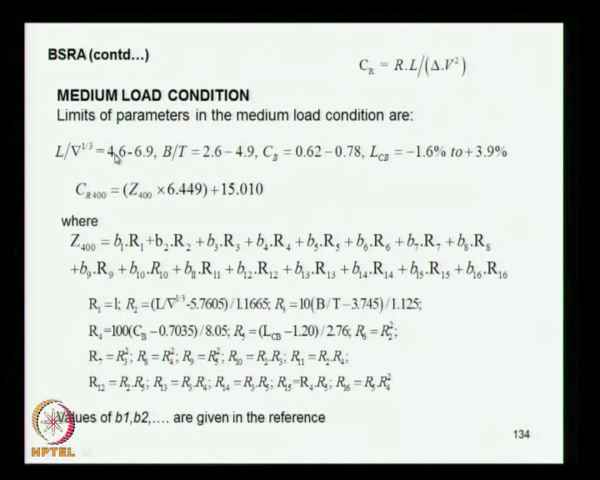 BSRA (contd...)
C_R = R.L/(Δ.V²)
MEDIUM LOAD CONDITION
Limits of parameters in the medium load condition are:
L/∇^1/3 = 4.6-6.9, B/T = 2.6 – 4.9, C_B = 0.62 – 0.78, L_CB = –1.6% to + 3.9%
C_R400 = (Z_400 × 6.449) + 15.010
where
Z_400 = b_1.R_1 + b_2.R_2 + b_3.R_3 + b_4.R_4 + b_5.R_5 + b_6.R_6 + b_7.R_7 + b_8.R_8
+b_9.R_9 + b_10.R_10 + b_11.R_11 + b_12.R_12 + b_13.R_13 + b_14.R_14 + b_15.R_15 + b_16.R_16
R_1 = 1; R_2 = (L/∇^1/3 - 5.7605)/1.1665; R_3 = 10(B/T – 3.745)/1.125;
R_4 = 100(C_B – 0.7035)/8.05; R_5 = (L_CB – 1.20)/2.76; R_6 = R_2²;
R_7 = R_3²; R_8 = R_4²; R_9 = R_5²; R_10 = R_2.R_3; R_11 = R_2.R_4;
R_12 = R_2.R_5; R_13 = R_3.R_4; R_14 = R_3.R_5; R_15 = R_4.R_5; R_16 = R_5.R_4²
Values of b1,b2,.... are given in the reference
NPTEL
134